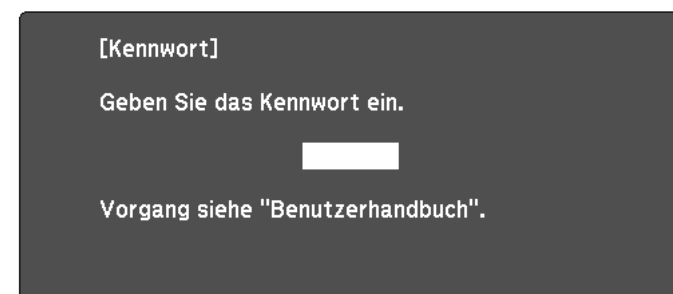 [Kennwort]
Geben Sie das Kennwort ein.
Vorgang siehe "Benutzerhandbuch".